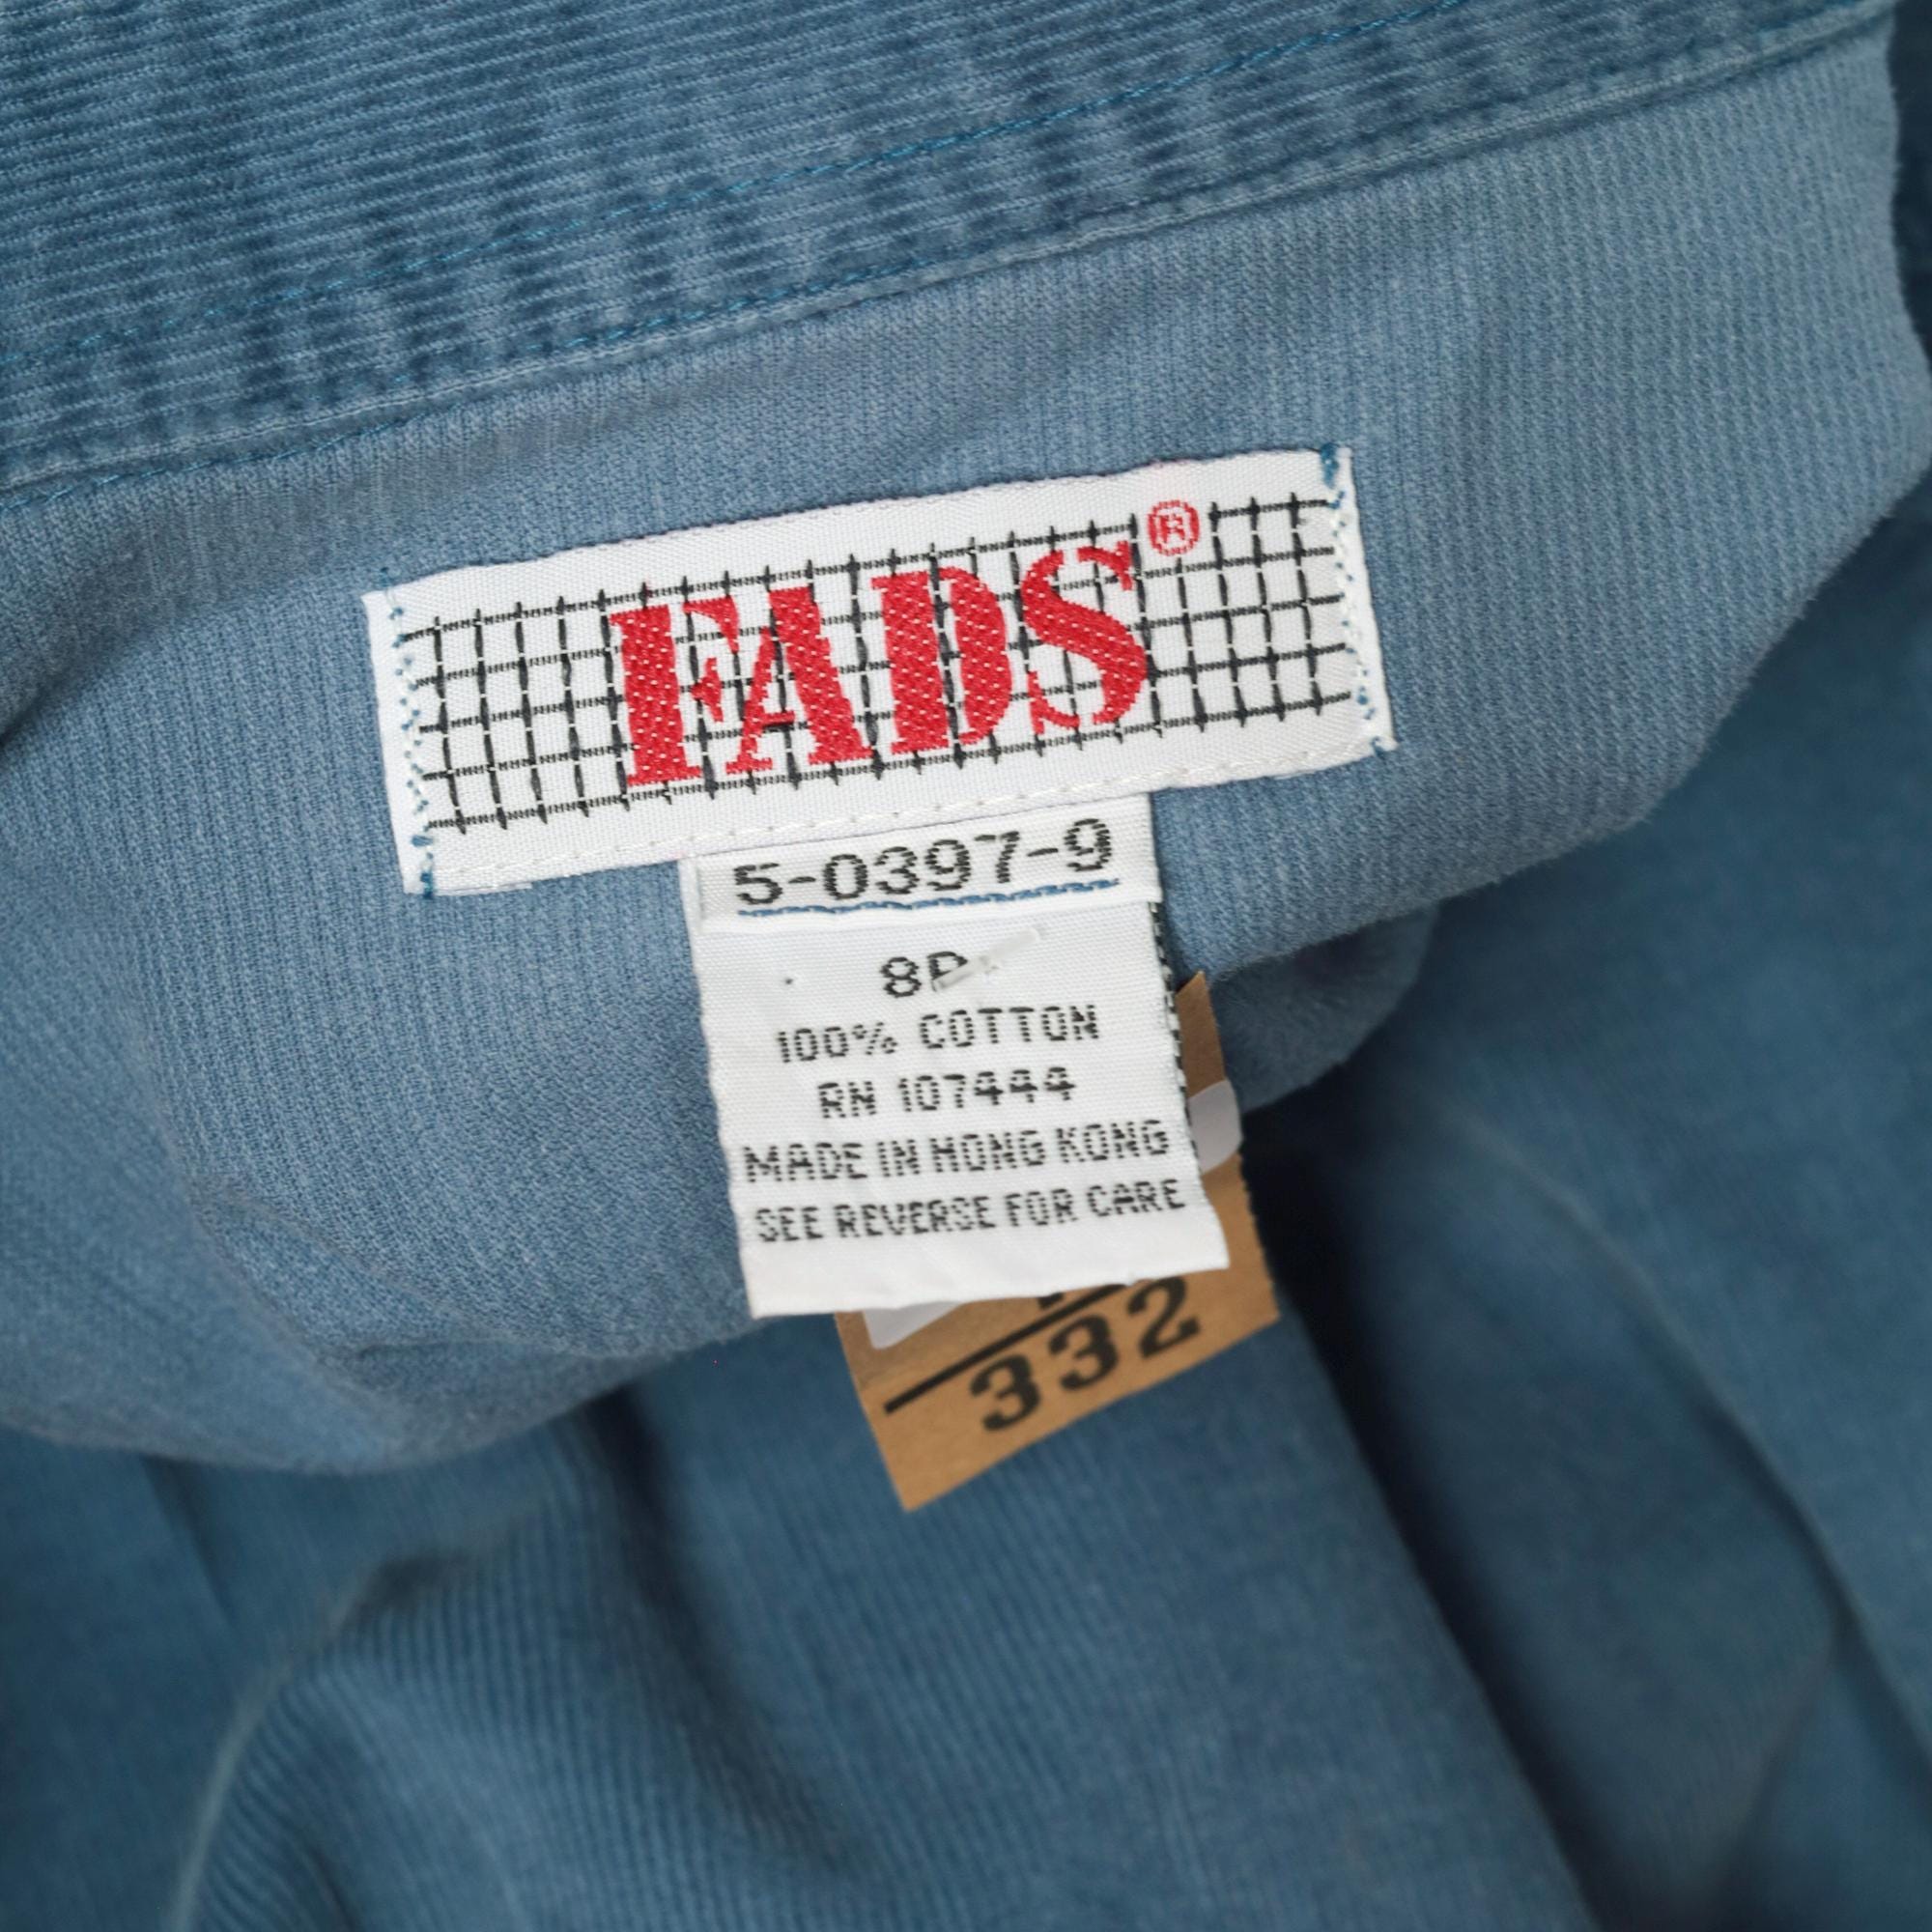 FADS®
5-0397-9
8P
100% COTTON
RN 107444
MADE IN HONG KONG
SEE REVERSE FOR CARE
332